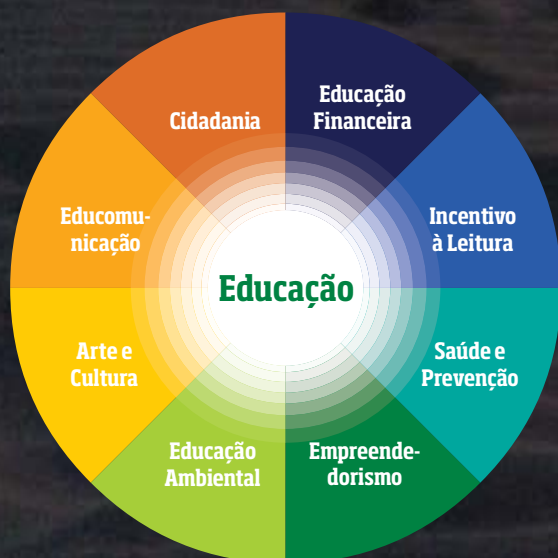 Educação
Financeira
Incentivo
à Leitura
Saúde e
Prevenção
Empreende-
dorismo
Educação
Ambiental
Arte e
Cultura
Educomu-
nicação
Cidadania
Educação